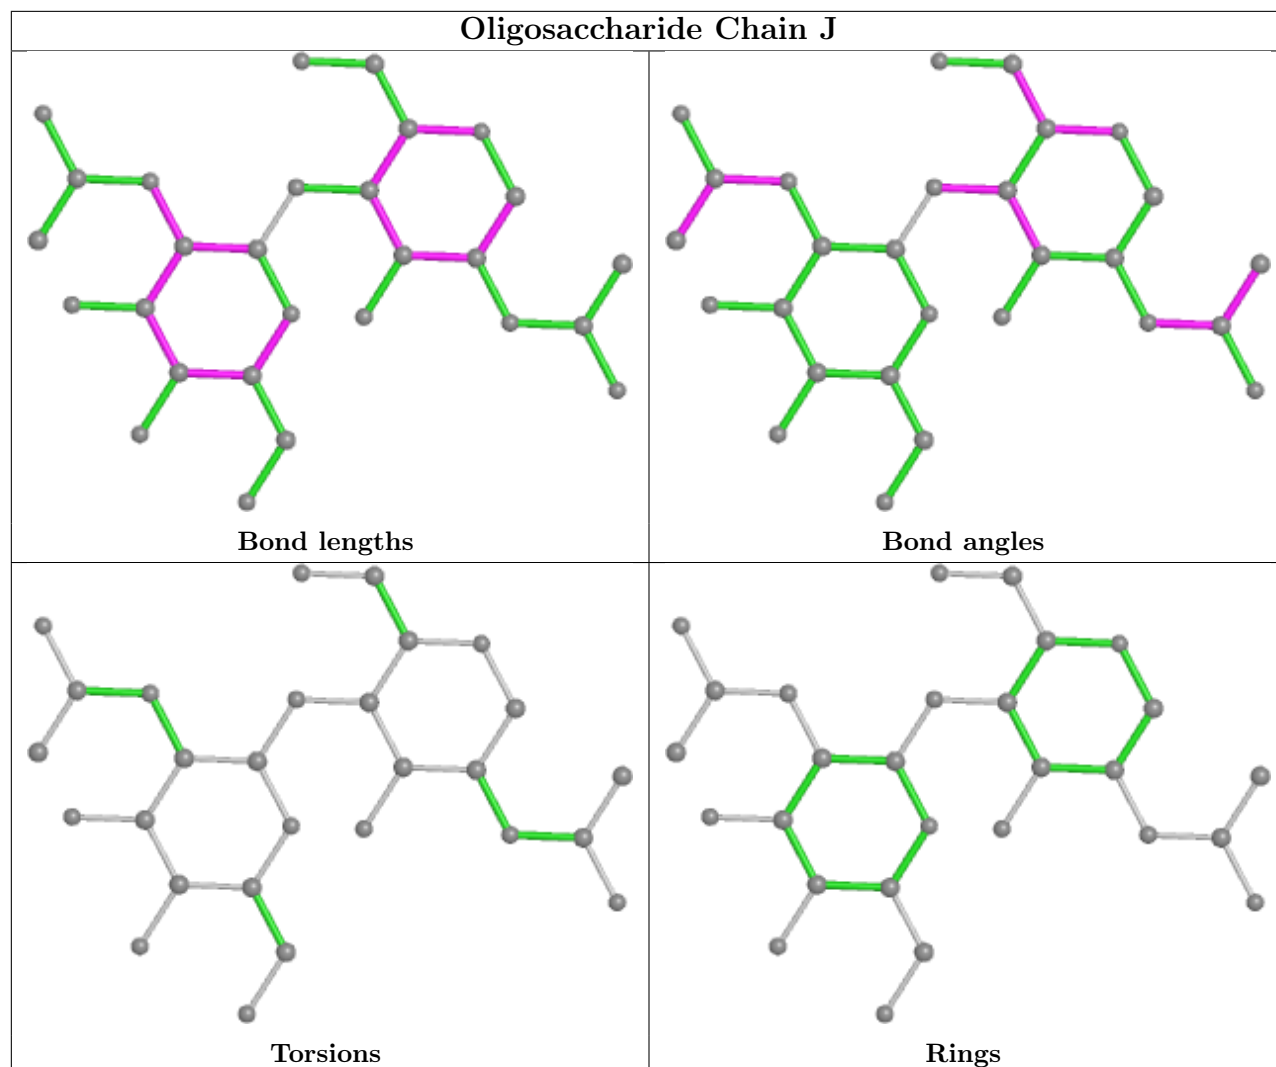 Oligosaccharide Chain J
Bond lengths
Bond angles
Torsions
Rings